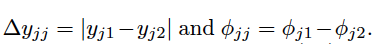 Δy_{jj} = |y_{j1} − y_{j2}| and ϕ_{jj} = ϕ_{j1} − ϕ_{j2}.